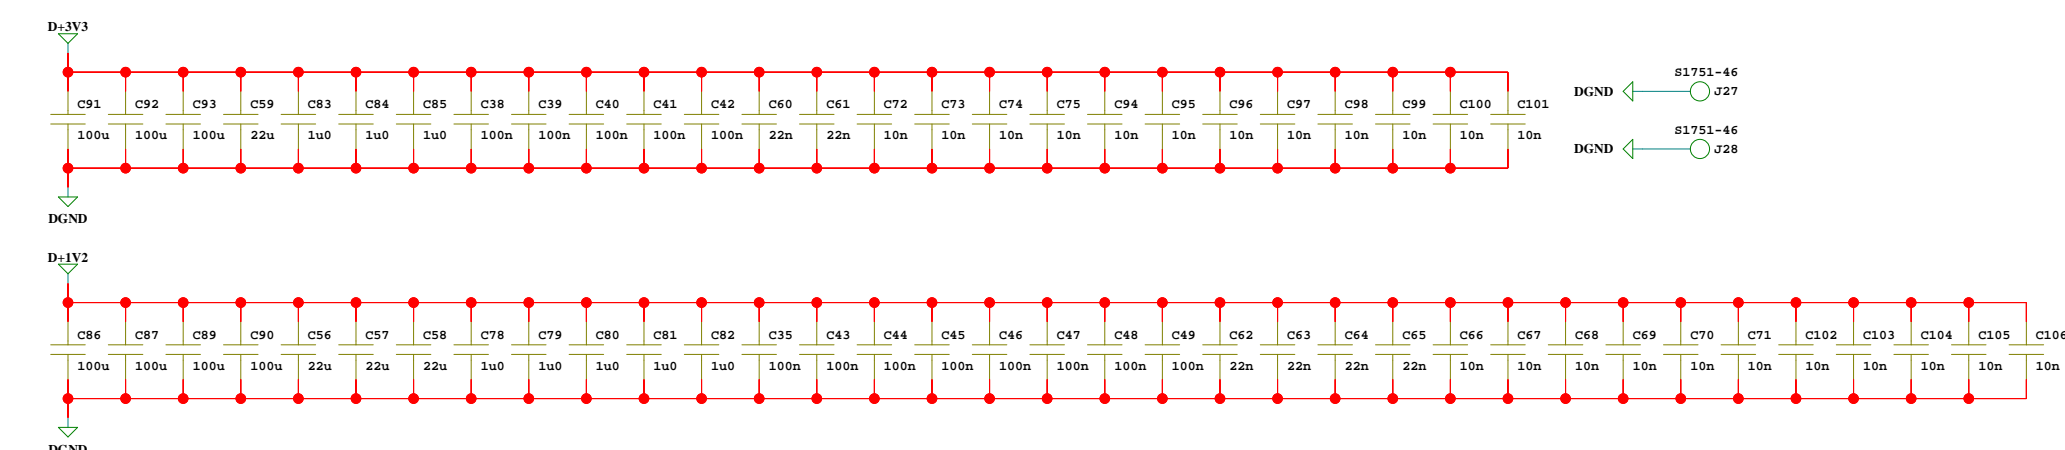 D+3V3
C91 C92 C93 C59 C83 C84 C85 C38 C39 C40 C41 C42 C60 C61 C72 C73 C74 C75 C94 C95 C96 C97 C98 C99 C100 C101
100u 100u 100u 22u 1u0 1u0 1u0 100n 100n 100n 100n 100n 22n 22n 10n 10n 10n 10n 10n 10n 10n 10n 10n 10n 10n 10n
DGND
S1751-46
DGND J27
S1751-46
DGND J28
D+1V2
C86 C87 C89 C90 C56 C57 C58 C78 C79 C80 C81 C82 C35 C43 C44 C45 C46 C47 C48 C49 C62 C63 C64 C65 C66 C67 C68 C69 C70 C71 C102 C103 C104 C105 C106
100u 100u 100u 100u 22u 22u 22u 1u0 1u0 1u0 1u0 1u0 100n 100n 100n 100n 100n 100n 100n 100n 22n 22n 22n 22n 10n 10n 10n 10n 10n 10n 10n 10n 10n 10n 10n
DGND